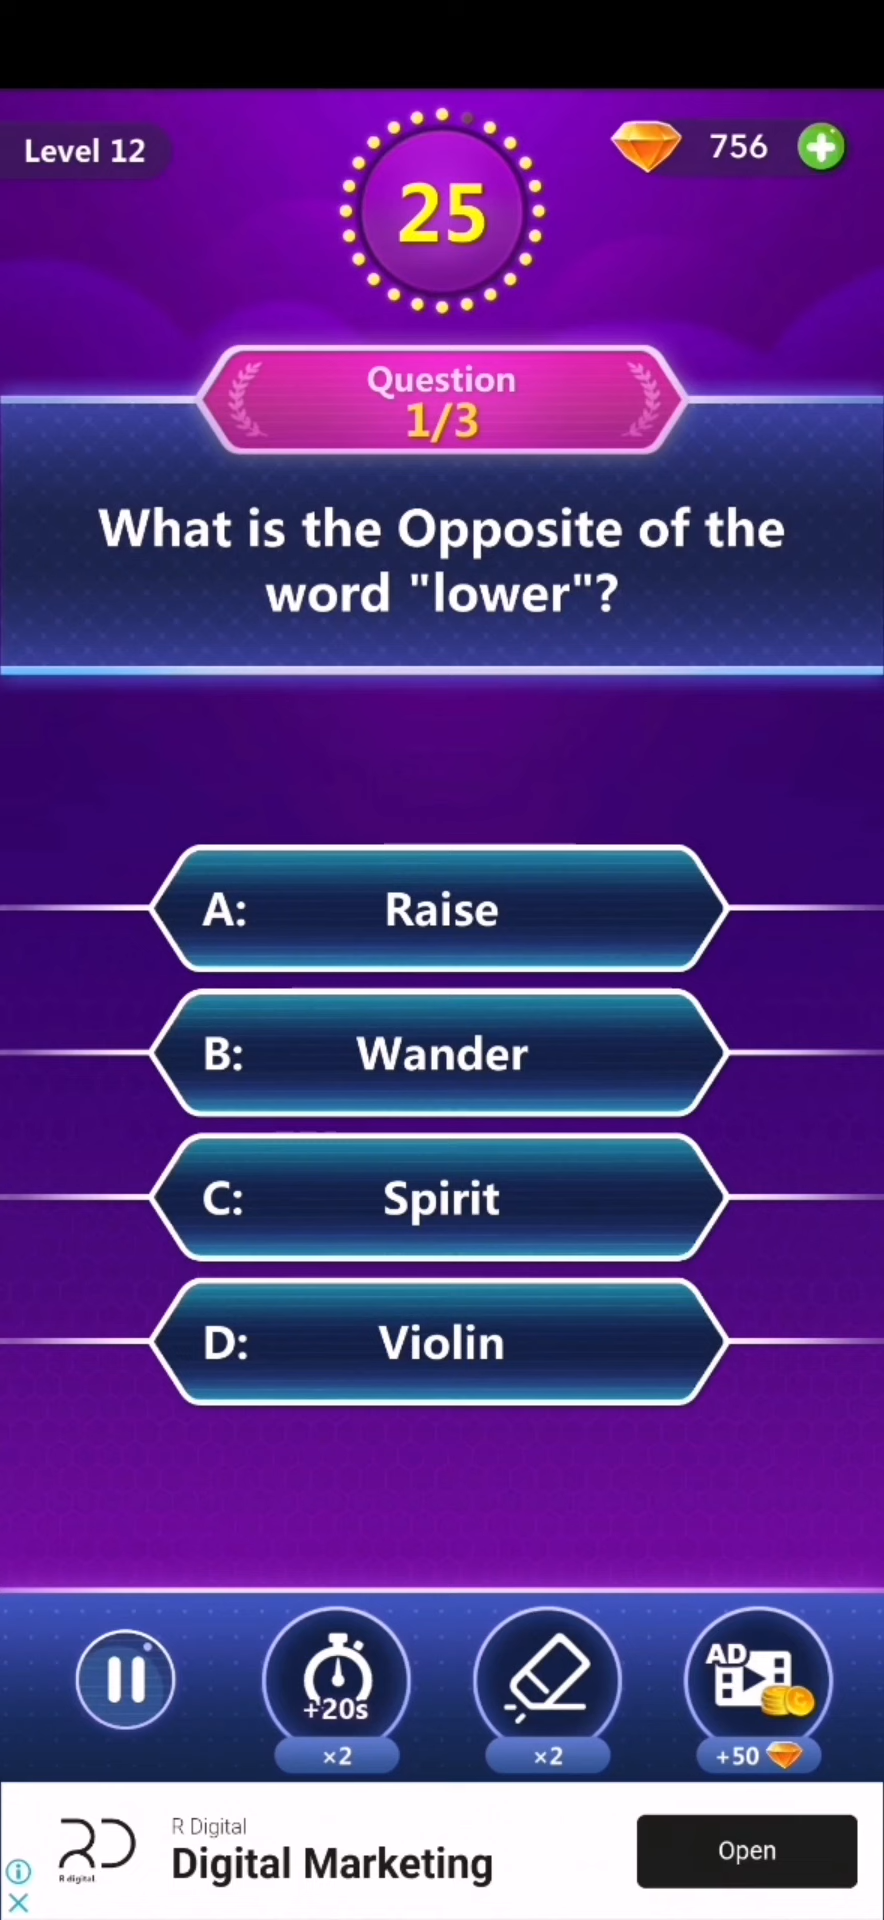 Level 12
25
756
Question
1/3
What is the Opposite of the
word "lower"?
A: Raise
B: Wander
C: Spirit
D: Violin
+20s
×2
×2
AD
+50
R Digital
Digital Marketing
R digital
Open